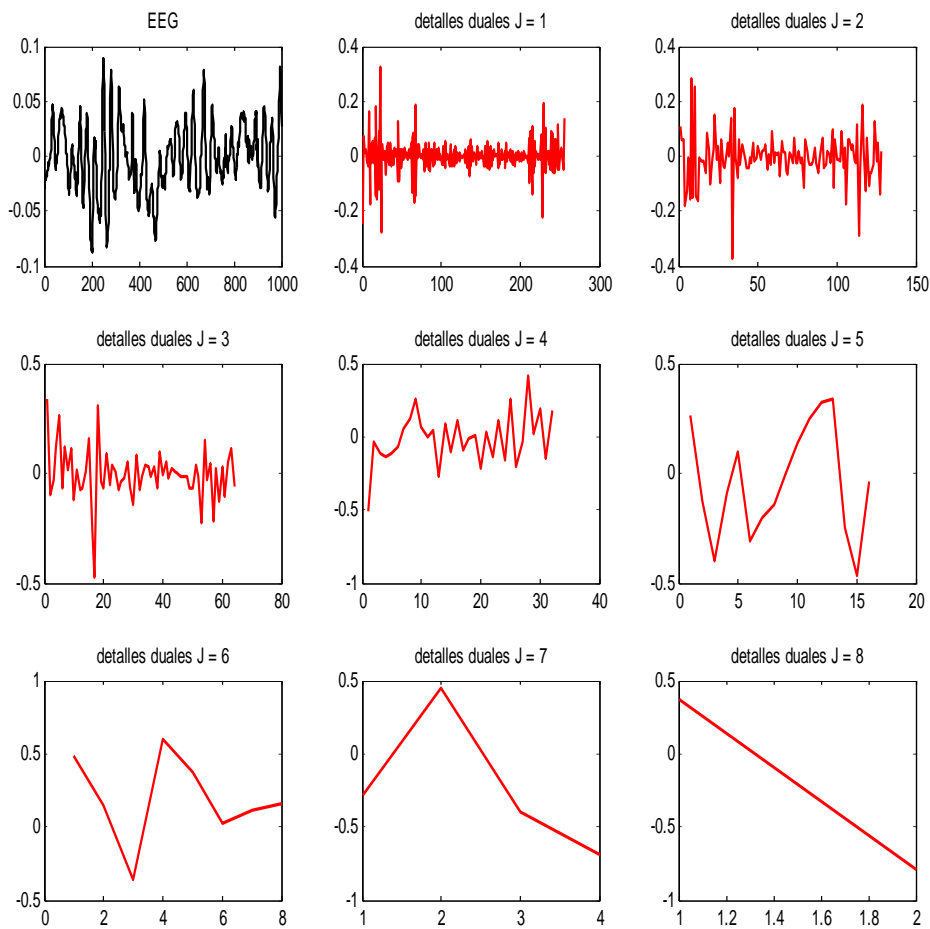 EEG
0.1
0.05
0
-0.05
-0.1
0 200 400 600 800 1000
detalles duales J = 1
0.4
0.2
0
-0.2
-0.4
0 100 200 300
detalles duales J = 2
0.4
0.2
0
-0.2
-0.4
0 50 100 150
detalles duales J = 3
0.5
0
-0.5
0 20 40 60 80
detalles duales J = 4
0.5
0
-0.5
-1
0 10 20 30 40
detalles duales J = 5
0.5
0
-0.5
0 5 10 15 20
detalles duales J = 6
1
0.5
0
-0.5
0 2 4 6 8
detalles duales J = 7
0.5
0
-0.5
-1
1 2 3 4
detalles duales J = 8
0.5
0
-0.5
-1
1 1.2 1.4 1.6 1.8 2